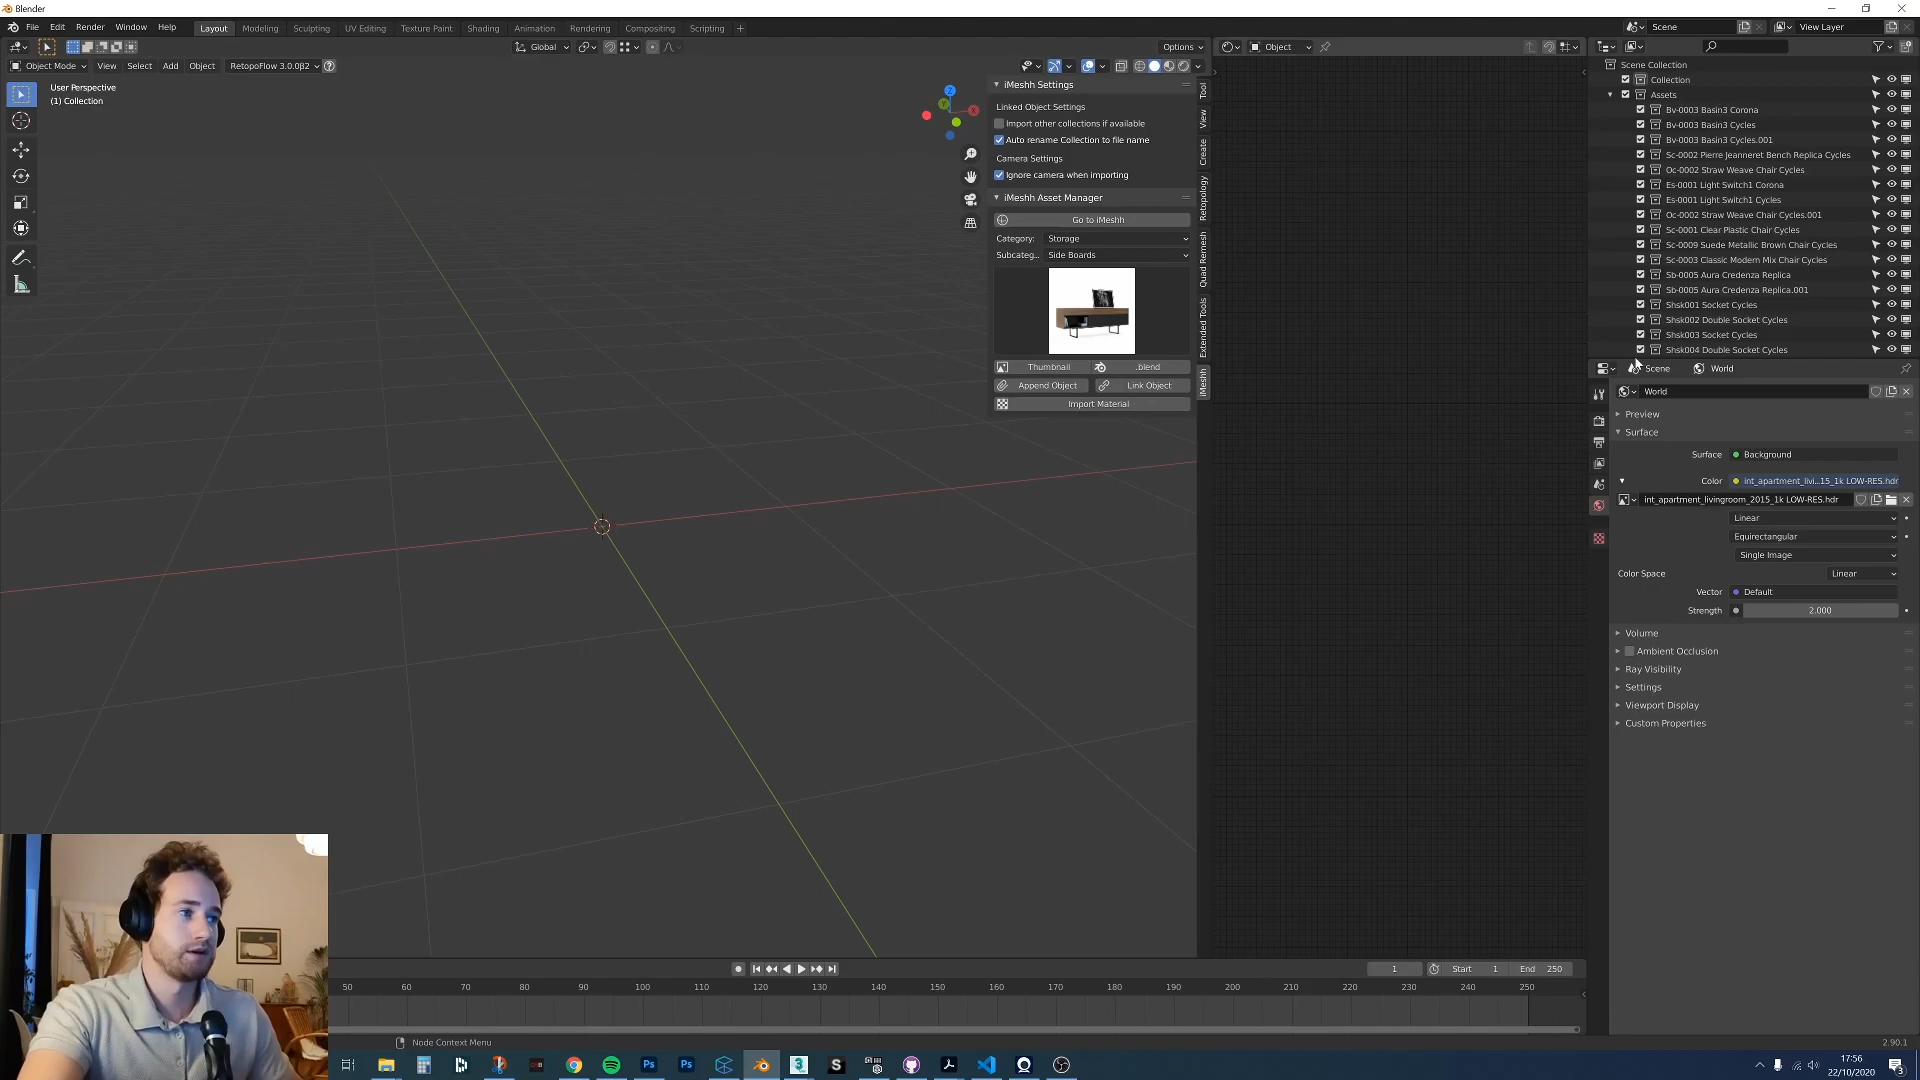 Blender
File Edit Render Window Help Layout Modeling Sculpting UV Editing Texture Paint Shading Animation Rendering Compositing Scripting + Scene View Layer
Global Options Object
Object Mode View Select Add Object RetopoFlow 3.0.0β2
User Perspective
(1) Collection
X
Y
Z
iMeshh Settings
Linked Object Settings
Import other collections if available
Auto rename Collection to file name
Camera Settings
Ignore camera when importing
iMeshh Asset Manager
Go to iMeshh
Category: Storage
Subcateg.. Side Boards
Thumbnail .blend
Append Object Link Object
Import Material
Tool
View
Create
Retopology
Quad Remesh
Extended Tools
iMeshh
Scene Collection
Collection
Assets
Bv-0003 Basin3 Corona
Bv-0003 Basin3 Cycles
Bv-0003 Basin3 Cycles.001
Sc-0002 Pierre Jeanneret Bench Replica Cycles
Oc-0002 Straw Weave Chair Cycles
Es-0001 Light Switch1 Corona
Es-0001 Light Switch1 Cycles
Oc-0002 Straw Weave Chair Cycles.001
Sc-0001 Clear Plastic Chair Cycles
Sc-0009 Suede Metallic Brown Chair Cycles
Sc-0003 Classic Modern Mix Chair Cycles
Sb-0005 Aura Credenza Replica
Sb-0005 Aura Credenza Replica.001
Shsk001 Socket Cycles
Shsk002 Double Socket Cycles
Shsk003 Socket Cycles
Shsk004 Double Socket Cycles
Scene World
World
Preview
Surface
Surface Background
Color int_apartment_livi...15_1k LOW-RES.hdr
int_apartment_livingroom_2015_1k LOW-RES.hdr
Linear
Equirectangular
Single Image
Color Space Linear
Vector Default
Strength 2.000
Volume
Ambient Occlusion
Ray Visibility
Settings
Viewport Display
Custom Properties
1 Start 1 End 250
50 60 70 80 90 100 110 120 130 140 150 160 170 180 190 200 210 220 230 240 250
Node Context Menu 2.90.1
Ps Ps 3 S
17:56
22/10/2020
3